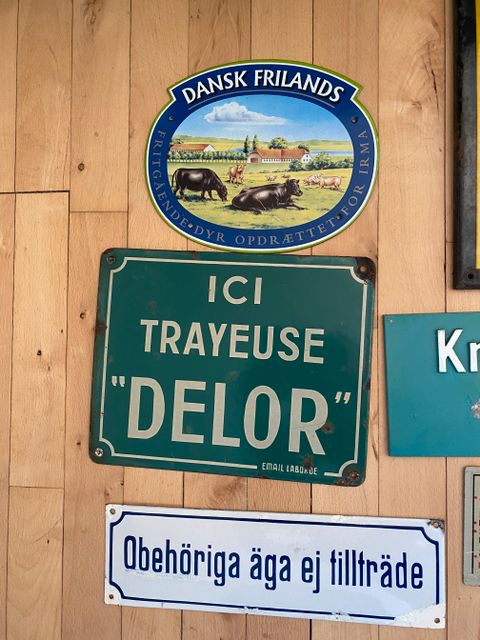 DANSK FRILANDS
FRITGÅENDE • DYR OPDRÆTTET • FOR IRMA
ICI
TRAYEUSE
"DELOR"
EMAIL LABORDE
Obehöriga äga ej tillträde